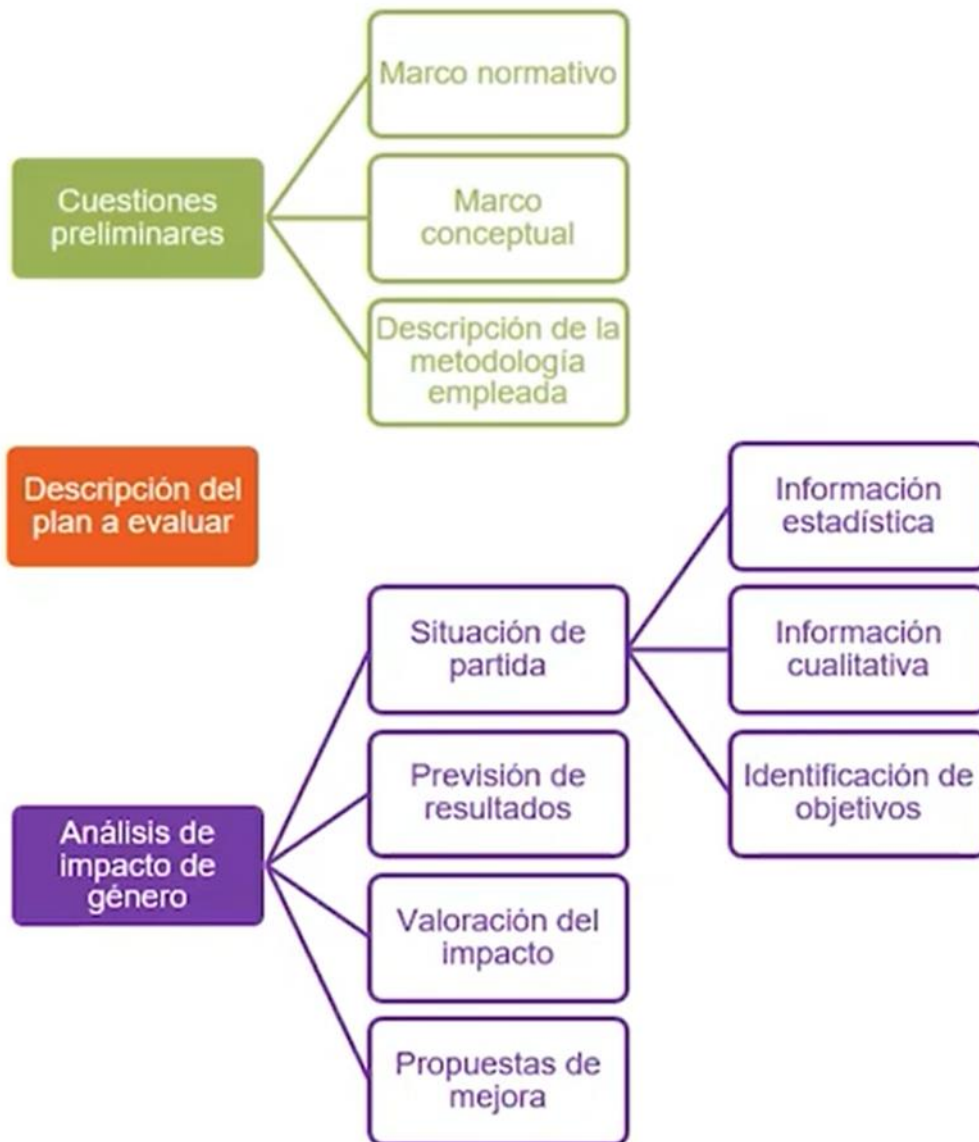 Cuestiones
preliminares
Marco normativo
Marco
conceptual
Descripción de la
metodología
empleada
Descripción del
plan a evaluar
Análisis de
impacto de
género
Situación de
partida
Información
estadística
Información
cualitativa
Identificación de
objetivos
Previsión de
resultados
Valoración del
impacto
Propuestas de
mejora